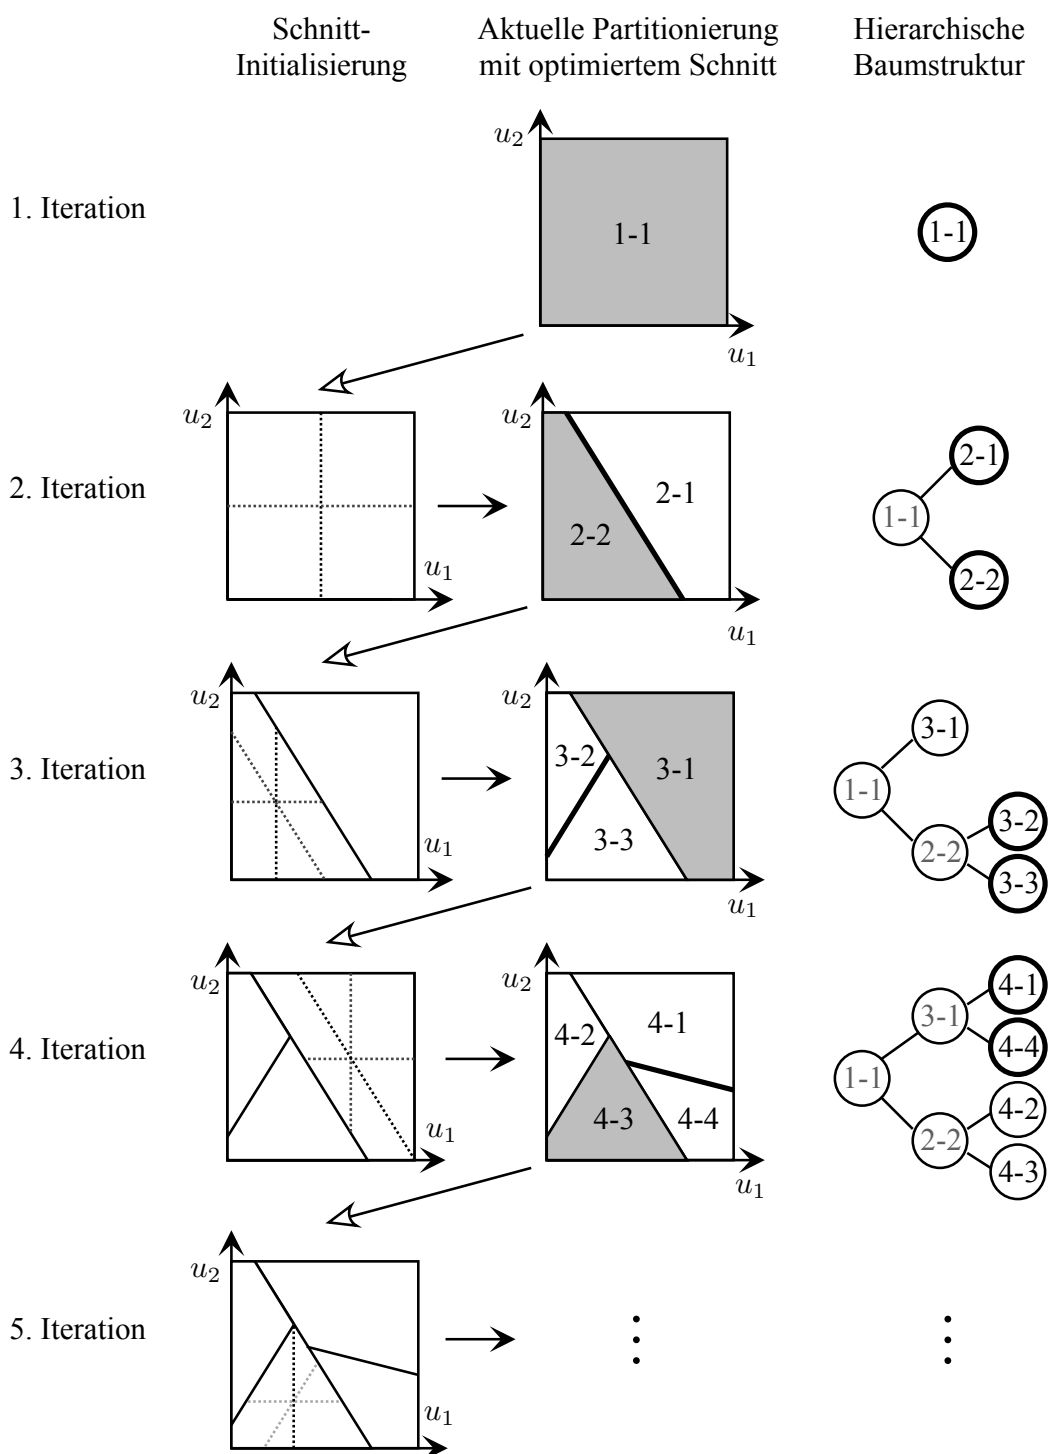 Schnitt-
Initialisierung
Aktuelle Partitionierung
mit optimiertem Schnitt
Hierarchische
Baumstruktur
1. Iteration
u2
1-1
u1
1-1
2. Iteration
u2
u1
u2
2-1
2-2
u1
2-1
1-1
2-2
3. Iteration
u2
u1
u2
3-2
3-1
3-3
u1
3-1
1-1
3-2
2-2
3-3
4. Iteration
u2
u1
u2
4-2
4-1
4-3
4-4
u1
4-1
3-1
4-4
1-1
4-2
2-2
4-3
5. Iteration
u2
u1